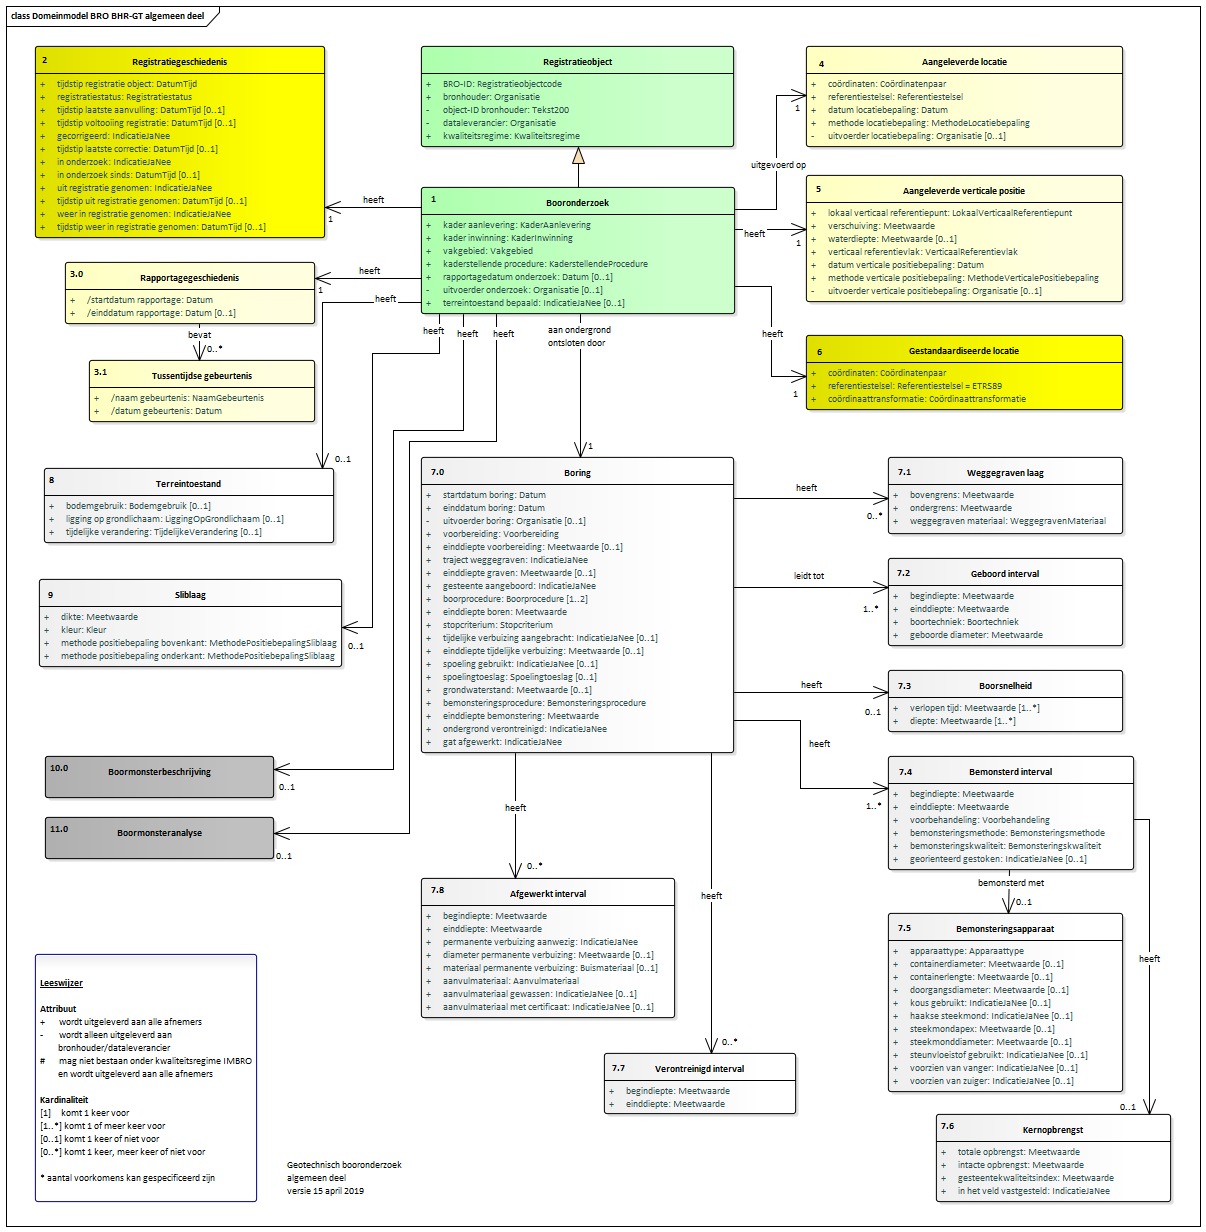 class Domeinmodel BRO BHR-GT algemeen deel
2
Registratiegeschiedenis
+ tijdstip registratie object: DatumTijd
+ registratiestatus: Registratiestatus
+ tijdstip laatste aanvulling: DatumTijd [0..1]
+ tijdstip voltooiing registratie: DatumTijd [0..1]
+ gecorrigeerd: IndicatieJaNee
+ tijdstip laatste correctie: DatumTijd [0..1]
+ in onderzoek: IndicatieJaNee
+ in onderzoek sinds: DatumTijd [0..1]
+ uit registratie genomen: IndicatieJaNee
+ tijdstip uit registratie genomen: DatumTijd [0..1]
+ weer in registratie genomen: IndicatieJaNee
+ tijdstip weer in registratie genomen: DatumTijd [0..1]
Registratieobject
+ BRO-ID: Registratieobjectcode
+ bronhouder: Organisatie
- object-ID bronhouder: Tekst200
- dataleverancier: Organisatie
+ kwaliteitsregime: Kwaliteitsregime
4
Aangeleverde locatie
+ coördinaten: Coördinatenpaar
+ referentiestelsel: Referentiestelsel
+ datum locatiebepaling: Datum
+ methode locatiebepaling: MethodeLocatiebepaling
- uitvoerder locatiebepaling: Organisatie [0..1]
1
uitgevoerd op
5
Aangeleverde verticale positie
+ lokaal verticaal referentiepunt: LokaalVerticaalReferentiepunt
+ verschuiving: Meetwaarde
+ waterdiepte: Meetwaarde [0..1]
+ verticaal referentievlak: VerticaalReferentievlak
+ datum verticale positiebepaling: Datum
+ methode verticale positiebepaling: MethodeVerticalePositiebepaling
- uitvoerder verticale positiebepaling: Organisatie [0..1]
heeft
1
1
Booronderzoek
+ kader aanlevering: KaderAanlevering
+ kader inwinning: KaderInwinning
+ vakgebied: Vakgebied
+ kaderstellende procedure: KaderstellendeProcedure
+ rapportagedatum onderzoek: Datum [0..1]
- uitvoerder onderzoek: Organisatie [0..1]
+ terreintoestand bepaald: IndicatieJaNee [0..1]
heeft
1
heeft
1
heeft
3.0
Rapportagegeschiedenis
+ /startdatum rapportage: Datum
+ /einddatum rapportage: Datum [0..1]
bevat
0..*
3.1
Tussentijdse gebeurtenis
+ /naam gebeurtenis: NaamGebeurtenis
+ /datum gebeurtenis: Datum
heeft
heeft
heeft
aan ondergrond
ontsloten door
1
heeft
1
6
Gestandaardiseerde locatie
+ coördinaten: Coördinatenpaar
+ referentiestelsel: Referentiestelsel = ETRS89
+ coördinaattransformatie: Coördinaattransformatie
0..1
8
Terreintoestand
+ bodemgebruik: Bodemgebruik [0..1]
+ ligging op grondlichaam: LiggingOpGrondlichaam [0..1]
+ tijdelijke verandering: TijdelijkeVerandering [0..1]
9
Sliblaag
+ dikte: Meetwaarde
+ kleur: Kleur
+ methode positiebepaling bovenkant: MethodePositiebepalingSliblaag
+ methode positiebepaling onderkant: MethodePositiebepalingSliblaag
0..1
7.0
Boring
+ startdatum boring: Datum
+ einddatum boring: Datum
- uitvoerder boring: Organisatie [0..1]
+ voorbereiding: Voorbereiding
+ einddiepte voorbereiding: Meetwaarde [0..1]
+ traject weggegraven: IndicatieJaNee
+ einddiepte graven: Meetwaarde [0..1]
+ gesteente aangeboord: IndicatieJaNee
+ boorprocedure: Boorprocedure [1..2]
+ einddiepte boren: Meetwaarde
+ stopcriterium: Stopcriterium
+ tijdelijke verbuizing aangebracht: IndicatieJaNee [0..1]
+ einddiepte tijdelijke verbuizing: Meetwaarde [0..1]
+ spoeling gebruikt: IndicatieJaNee [0..1]
+ spoelingtoeslag: Spoelingtoeslag [0..1]
+ grondwaterstand: Meetwaarde [0..1]
+ bemonsteringsprocedure: Bemonsteringsprocedure
+ einddiepte bemonstering: Meetwaarde
+ ondergrond verontreinigd: IndicatieJaNee
+ gat afgewerkt: IndicatieJaNee
heeft
0..*
7.1
Weggegraven laag
+ bovengrens: Meetwaarde
+ ondergrens: Meetwaarde
+ weggegraven materiaal: WeggegravenMateriaal
leidt tot
1..*
7.2
Geboord interval
+ begindiepte: Meetwaarde
+ einddiepte: Meetwaarde
+ boortechniek: Boortechniek
+ geboorde diameter: Meetwaarde
heeft
0..1
7.3
Boorsnelheid
+ verlopen tijd: Meetwaarde [1..*]
+ diepte: Meetwaarde [1..*]
heeft
1..*
7.4
Bemonsterd interval
+ begindiepte: Meetwaarde
+ einddiepte: Meetwaarde
+ voorbehandeling: Voorbehandeling
+ bemonsteringsmethode: Bemonsteringsmethode
+ bemonsteringskwaliteit: Bemonsteringskwaliteit
+ georienteerd gestoken: IndicatieJaNee [0..1]
10.0
Boormonsterbeschrijving
0..1
11.0
Boormonsteranalyse
0..1
heeft
0..*
7.8
Afgewerkt interval
+ begindiepte: Meetwaarde
+ einddiepte: Meetwaarde
+ permanente verbuizing aanwezig: IndicatieJaNee
+ diameter permanente verbuizing: Meetwaarde [0..1]
+ materiaal permanente verbuizing: Buismateriaal [0..1]
+ aanvulmateriaal: Aanvulmateriaal
+ aanvulmateriaal gewassen: IndicatieJaNee [0..1]
+ aanvulmateriaal met certificaat: IndicatieJaNee [0..1]
heeft
0..*
7.7
Verontreinigd interval
+ begindiepte: Meetwaarde
+ einddiepte: Meetwaarde
bemonsterd met
0..1
7.5
Bemonsteringsapparaat
+ apparaattype: Apparaattype
+ containerdiameter: Meetwaarde [0..1]
+ containerlengte: Meetwaarde [0..1]
+ doorgangsdiameter: Meetwaarde [0..1]
+ kous gebruikt: IndicatieJaNee [0..1]
+ haakse steekmond: IndicatieJaNee [0..1]
+ steekmondapex: Meetwaarde [0..1]
+ steekmonddiameter: Meetwaarde [0..1]
+ steunvloeistof gebruikt: IndicatieJaNee [0..1]
+ voorzien van vanger: IndicatieJaNee [0..1]
+ voorzien van zuiger: IndicatieJaNee [0..1]
heeft
0..1
7.6
Kernopbrengst
+ totale opbrengst: Meetwaarde
+ intacte opbrengst: Meetwaarde
+ gesteentekwaliteitsindex: Meetwaarde
+ in het veld vastgesteld: IndicatieJaNee
Leeswijzer
Attribuut
+ wordt uitgeleverd aan alle afnemers
- wordt alleen uitgeleverd aan
bronhouder/dataleverancier
# mag niet bestaan onder kwaliteitsregime IMBRO
en wordt uitgeleverd aan alle afnemers
Kardinaliteit
[1] komt 1 keer voor
[1..*] komt 1 of meer keer voor
[0..1] komt 1 keer of niet voor
[0..*] komt 1 keer, meer keer of niet voor
* aantal voorkomens kan gespecificeerd zijn
Geotechnisch booronderzoek
algemeen deel
versie 15 april 2019